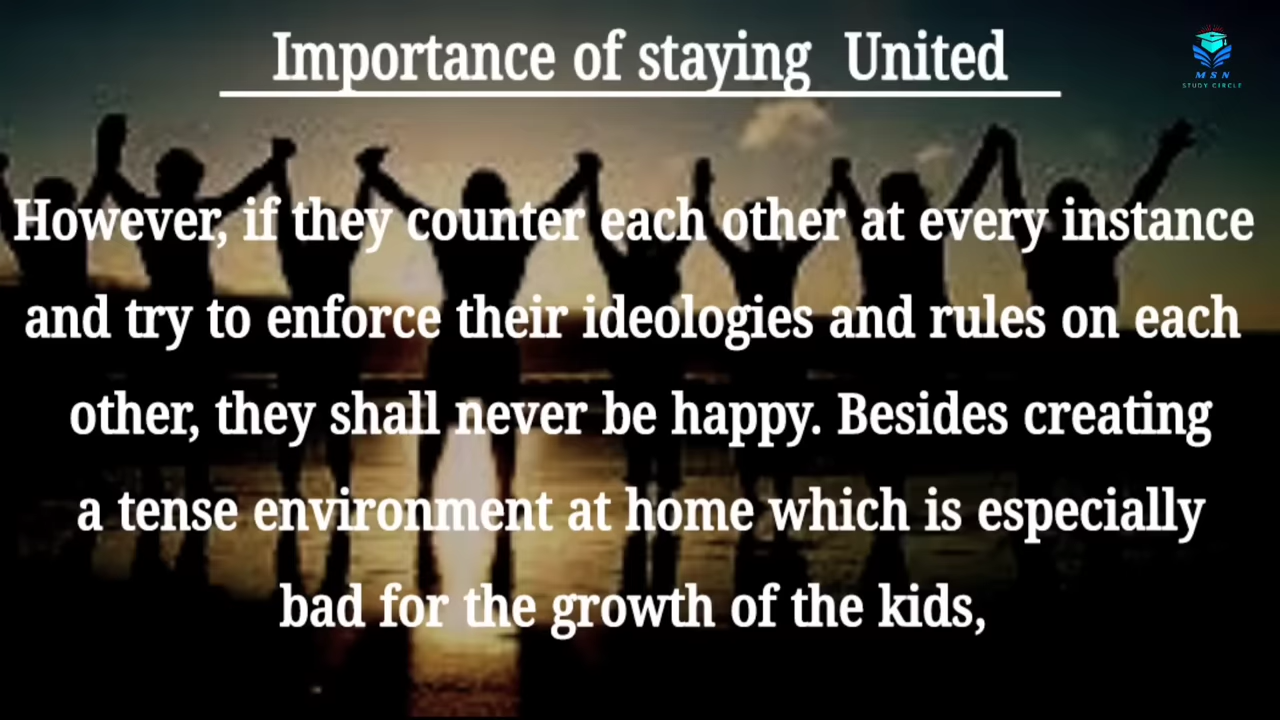 Importance of staying United
MSN
STUDY CIRCLE
However, if they counter each other at every instance
and try to enforce their ideologies and rules on each
other, they shall never be happy. Besides creating
a tense environment at home which is especially
bad for the growth of the kids,